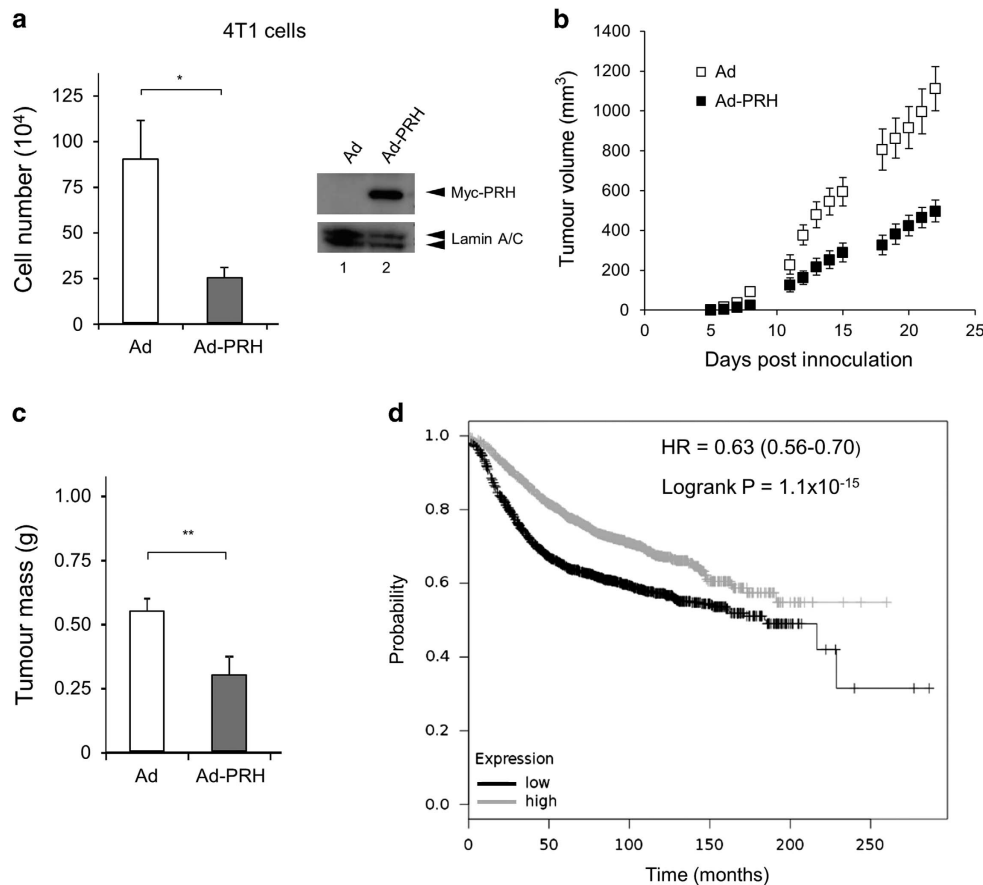 a
4T1 cells
Cell number (10⁴)
125
100
75
50
25
0
*
Ad
Ad-PRH
Ad
Ad-PRH
Myc-PRH
Lamin A/C
1
2
b
Tumour volume (mm³)
1400
1200
1000
800
600
400
200
0
Ad
Ad-PRH
0
5
10
15
20
25
Days post innoculation
c
Tumour mass (g)
1.00
0.75
0.50
0.25
0
**
Ad
Ad-PRH
d
Probability
1.0
0.8
0.6
0.4
0.2
0.0
HR = 0.63 (0.56-0.70)
Logrank P = 1.1x10⁻¹⁵
Expression
low
high
0
50
100
150
200
250
Time (months)